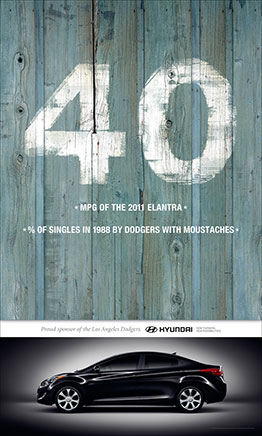 40
• MPG OF THE 2011 ELANTRA •
• % OF SINGLES IN 1988 BY DODGERS WITH MOUSTACHES •
Proud sponsor of the Los Angeles Dodgers. HYUNDAI